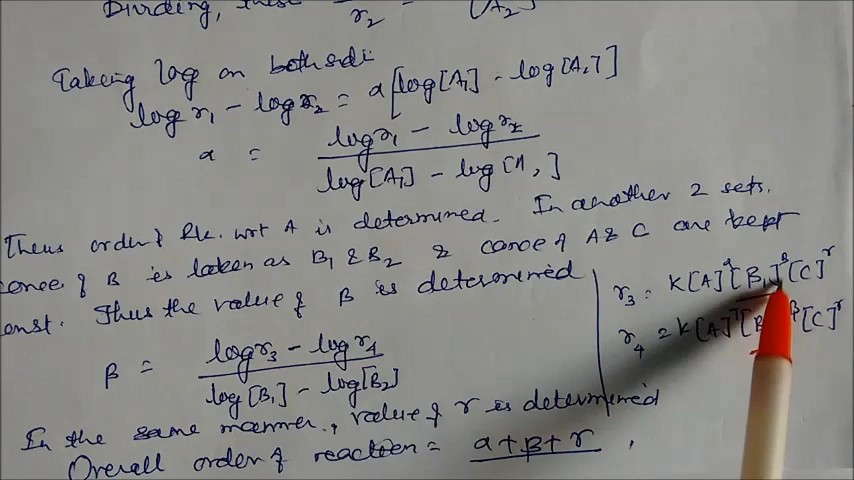 Dividing, these r₂ [A₂]
Taking log on both side
log r₁ - log r₂ = α [log[A₁] - log[A₂]]
α = log r₁ - log r₂
log[A₁] - log[A₂]
Thus order of Rk. wrt A is determined. In another 2 sets.
conc of B is taken as B₁ & B₂ & conc of A & C are kept
const. Thus the value of β is determined
r₃ = K[A]^α [B₁]^β [C]^r
r₄ = K[A]^α [B ^β [C]^r
β = log r₃ - log r₄
log[B₁] - log[B₂]
In the same manner, value of r is determined
Overall order of reaction = α + β + r,